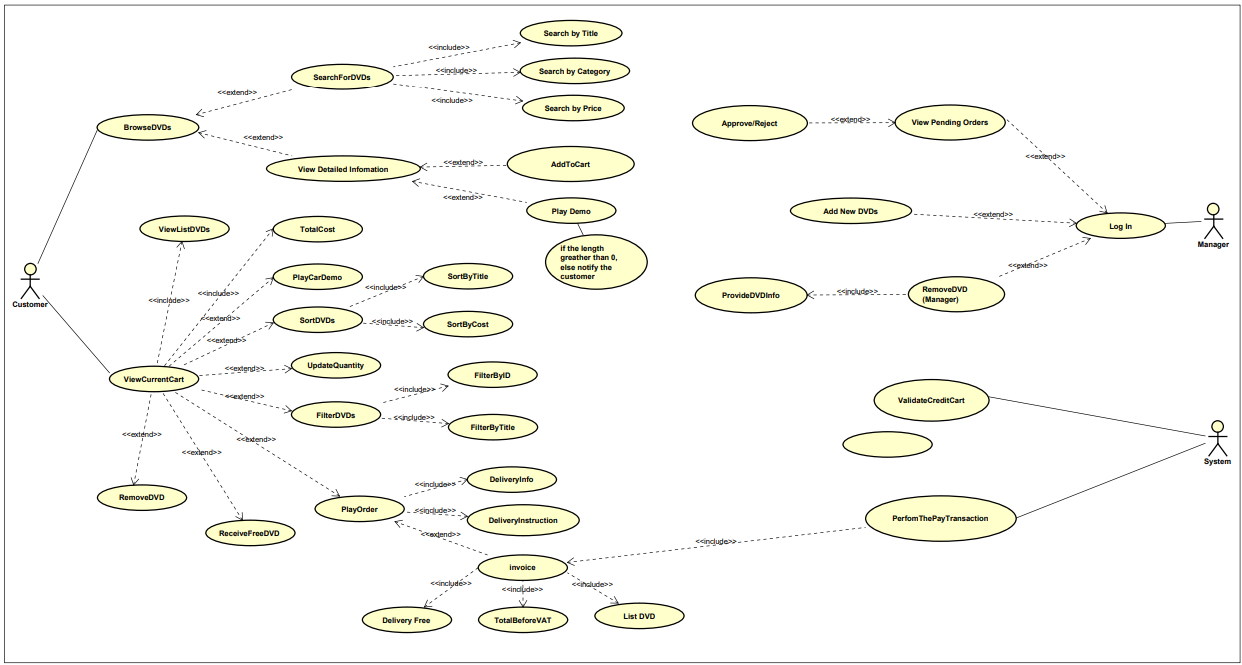 Search by Title
<<include>>
SearchForDVDs
<<include>>
Search by Category
<<extend>>
<<include>>
Search by Price
BrowseDVDs
<<extend>>
View Detailed Infomation
<<extend>>
AddToCart
<<extend>>
Play Demo
if the length
greather than 0,
else notify the
customer
Approve/Reject
<<extend>>
View Pending Orders
<<extend>>
Add New DVDs
<<extend>>
Log In
Manager
<<extend>>
ProvideDVDInfo
<<include>>
RemoveDVD
(Manager)
ViewListDVDs
TotalCost
<<include>>
<<include>>
PlayCarDemo
<<extend>>
SortDVDs
<<include>>
SortByTitle
<<include>>
SortByCost
<<extend>>
Customer
ViewCurrentCart
<<extend>>
UpdateQuantity
<<extend>>
FilterDVDs
<<include>>
FilterByID
<<include>>
FilterByTitle
<<extend>>
<<extend>>
<<extend>>
RemoveDVD
ReceiveFreeDVD
PlayOrder
<<include>>
DeliveryInfo
<<include>>
DeliveryInstruction
<<extend>>
invoice
<<include>>
<<include>>
<<include>>
Delivery Free
TotalBeforeVAT
List DVD
ValidateCreditCart
System
PerfomThePayTransaction
<<include>>